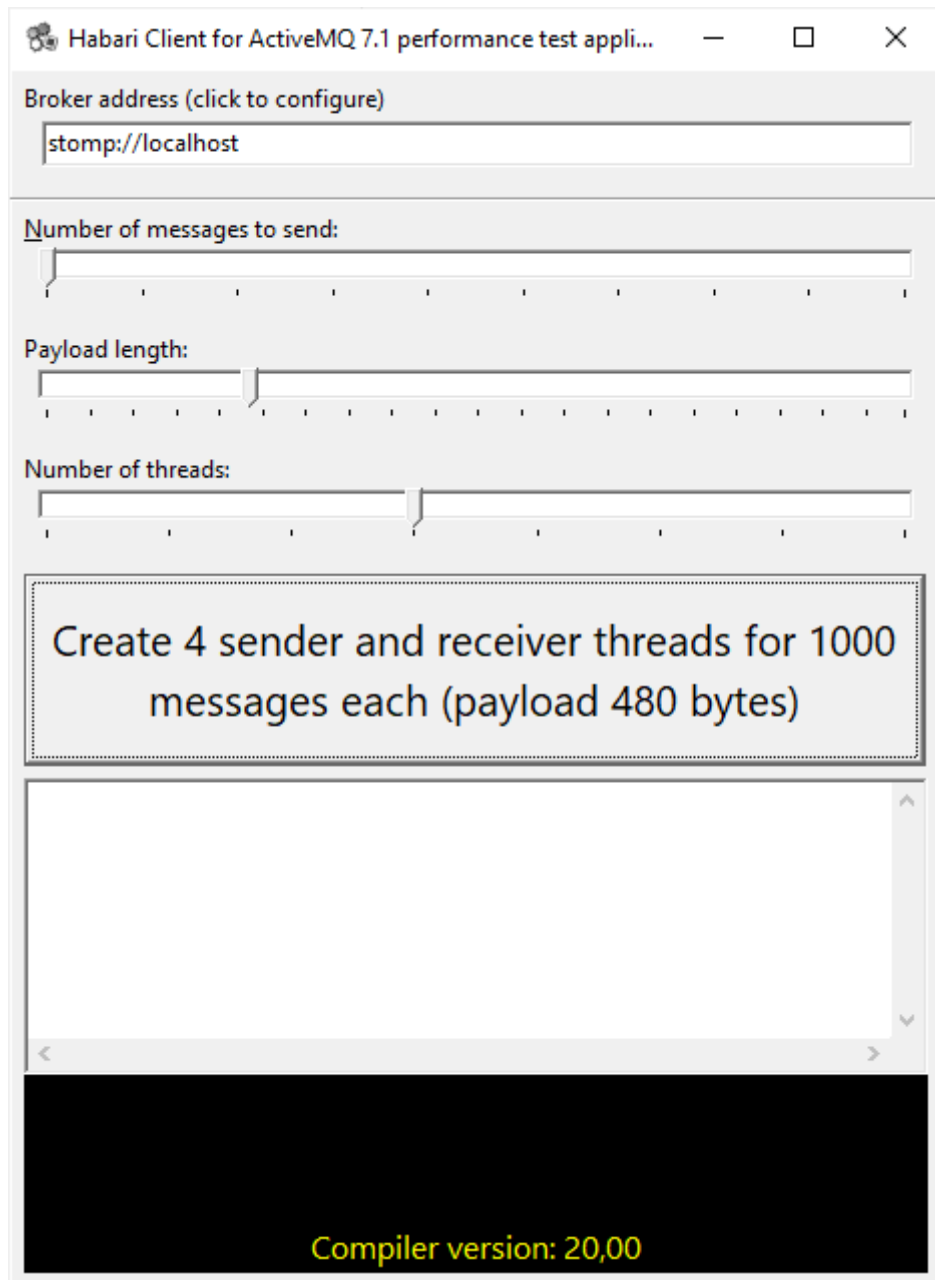 Habari Client for ActiveMQ 7.1 performance test appli...
Broker address (click to configure)
stomp://localhost
Number of messages to send:
Payload length:
Number of threads:
Create 4 sender and receiver threads for 1000
messages each (payload 480 bytes)
Compiler version: 20,00